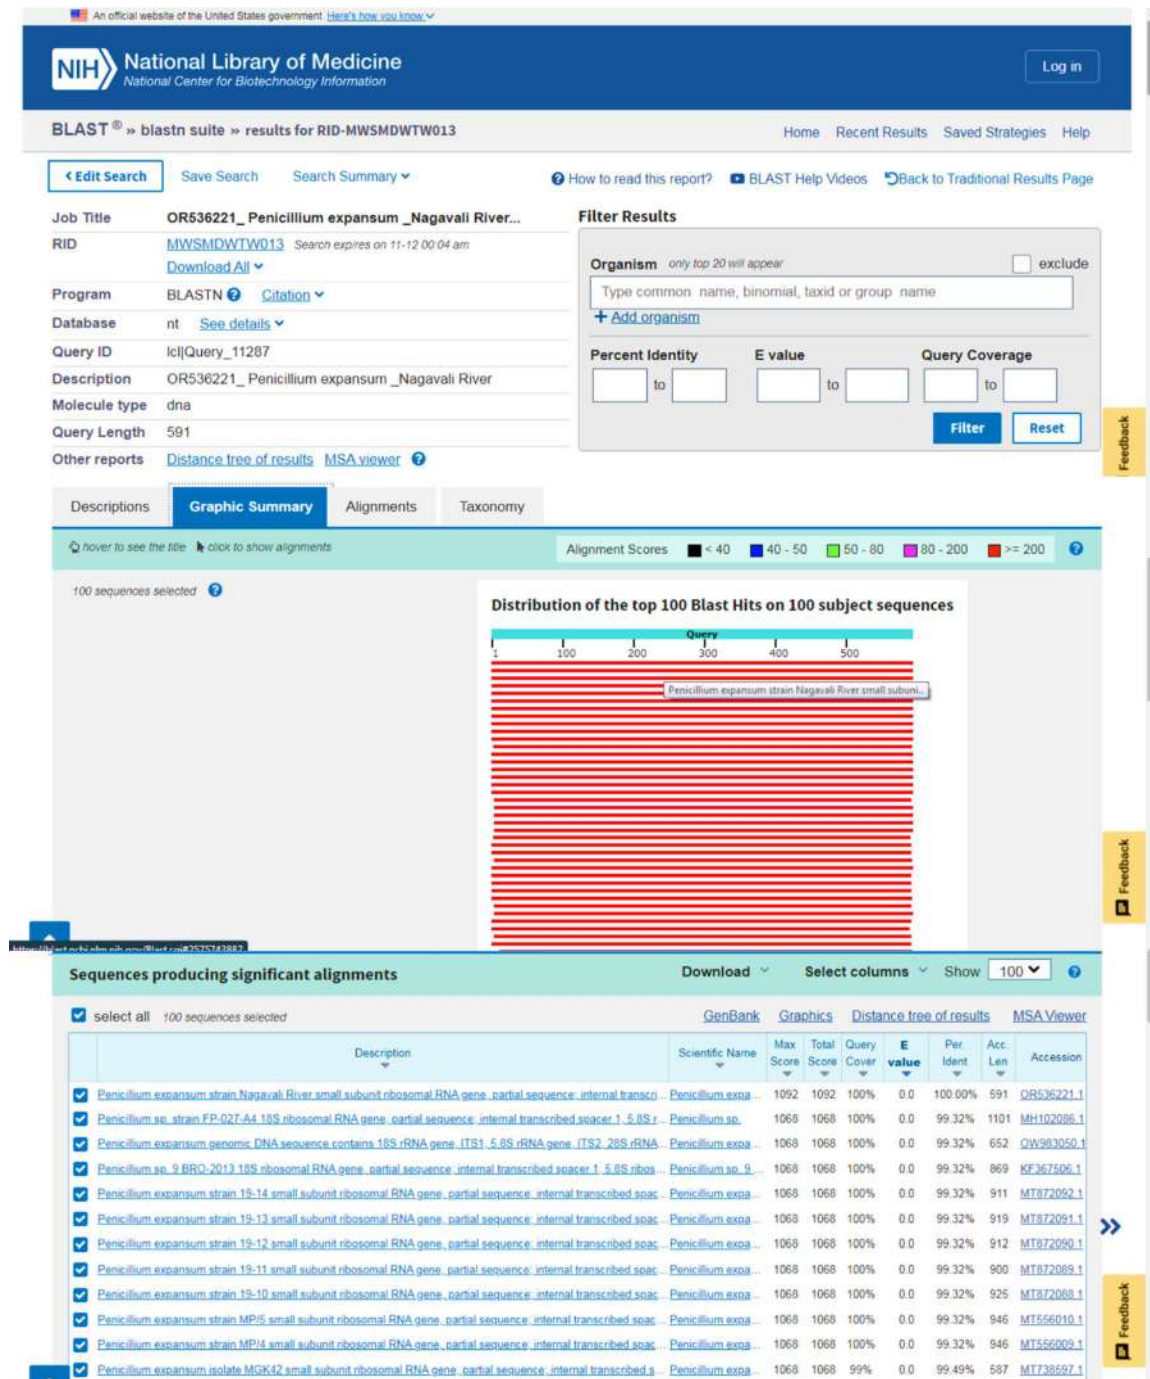 An official website of the United States government Here's how you know
NIH National Library of Medicine
National Center for Biotechnology Information
Log in
BLAST ® » blastn suite » results for RID-MWSMDWTW013
Home Recent Results Saved Strategies Help
< Edit Search Save Search Search Summary
How to read this report? BLAST Help Videos Back to Traditional Results Page
Job Title OR536221_ Penicillium expansum _Nagavali River...
RID MWSMDWTW013 Search expires on 11-12 00:04 am
Download All
Program BLASTN Citation
Database nt See details
Query ID lcl|Query_11287
Description OR536221_ Penicillium expansum _Nagavali River
Molecule type dna
Query Length 591
Other reports Distance tree of results MSA viewer
Filter Results
Organism only top 20 will appear exclude
Type common name, binomial, taxid or group name
+ Add organism
Percent Identity E value Query Coverage
to to to
Filter Reset
Feedback
Descriptions Graphic Summary Alignments Taxonomy
hover to see the title click to show alignments
Alignment Scores < 40 40 - 50 50 - 80 80 - 200 >= 200
100 sequences selected
Distribution of the top 100 Blast Hits on 100 subject sequences
Query
1 100 200 300 400 500
Penicillium expansum strain Nagavali River small subuni..
Feedback
Sequences producing significant alignments Download Select columns Show 100
select all 100 sequences selected GenBank Graphics Distance tree of results MSA Viewer
Description Scientific Name Max Score Total Score Query Cover E value Per. Ident Acc. Len Accession
Penicillium expansum strain Nagavali River small subunit ribosomal RNA gene, partial sequence; internal transcri... Penicillium expa... 1092 1092 100% 0.0 100.00% 591 OR536221.1
Penicillium sp. strain FP-027-A4 18S ribosomal RNA gene, partial sequence; internal transcribed spacer 1, 5.8S r... Penicillium sp. 1068 1068 100% 0.0 99.32% 1101 MH102086.1
Penicillium expansum genomic DNA sequence contains 18S rRNA gene, ITS1, 5.8S rRNA gene, ITS2, 28S rRNA... Penicillium expa... 1068 1068 100% 0.0 99.32% 652 OW983050.1
Penicillium sp. 9 BRO-2013 18S ribosomal RNA gene, partial sequence; internal transcribed spacer 1, 5.8S ribos... Penicillium sp. 9... 1068 1068 100% 0.0 99.32% 869 KF367506.1
Penicillium expansum strain 19-14 small subunit ribosomal RNA gene, partial sequence; internal transcribed spac... Penicillium expa... 1068 1068 100% 0.0 99.32% 911 MT872092.1
Penicillium expansum strain 19-13 small subunit ribosomal RNA gene, partial sequence; internal transcribed spac... Penicillium expa... 1068 1068 100% 0.0 99.32% 919 MT872091.1
Penicillium expansum strain 19-12 small subunit ribosomal RNA gene, partial sequence; internal transcribed spac... Penicillium expa... 1068 1068 100% 0.0 99.32% 912 MT872090.1
Penicillium expansum strain 19-11 small subunit ribosomal RNA gene, partial sequence; internal transcribed spac... Penicillium expa... 1068 1068 100% 0.0 99.32% 900 MT872089.1
Penicillium expansum strain 19-10 small subunit ribosomal RNA gene, partial sequence; internal transcribed spac... Penicillium expa... 1068 1068 100% 0.0 99.32% 925 MT872088.1
Penicillium expansum strain MP/5 small subunit ribosomal RNA gene, partial sequence; internal transcribed spac... Penicillium expa... 1068 1068 100% 0.0 99.32% 946 MT556010.1
Penicillium expansum strain MP/4 small subunit ribosomal RNA gene, partial sequence; internal transcribed spac... Penicillium expa... 1068 1068 100% 0.0 99.32% 946 MT556009.1
Penicillium expansum isolate MGK42 small subunit ribosomal RNA gene, partial sequence; internal transcribed s... Penicillium expa... 1068 1068 99% 0.0 99.49% 587 MT738597.1
Feedback